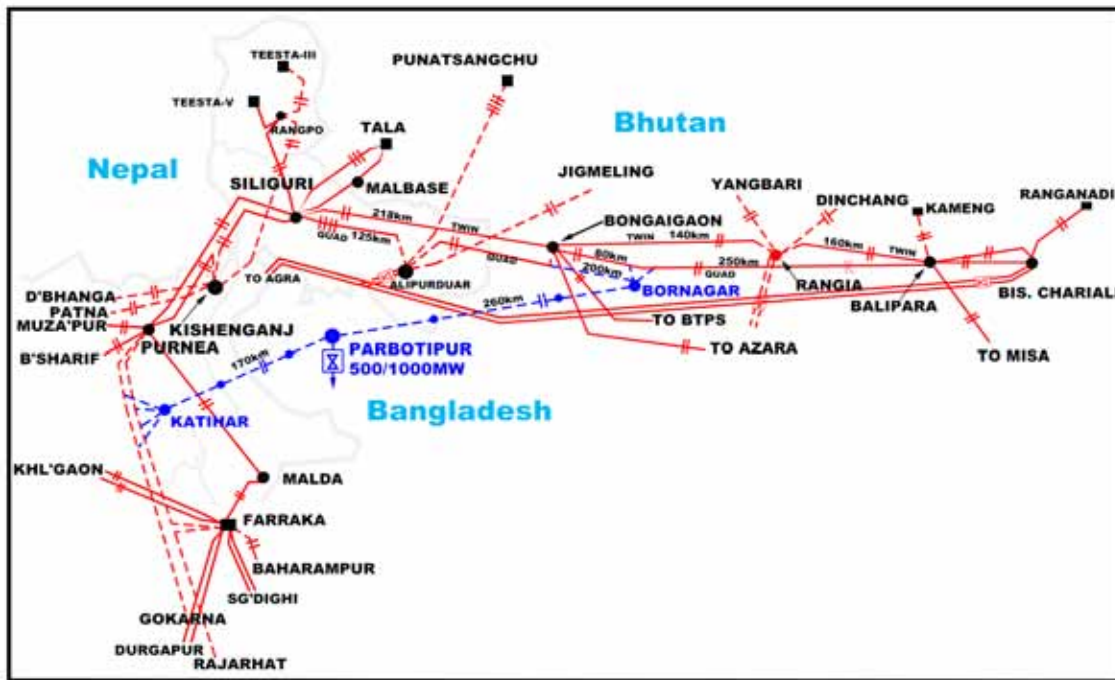 TEESTA-III
PUNATSANGCHU
TEESTA-V
RANGPO
TALA
Bhutan
Nepal
JIGMELING
YANGBARI
DINCHANG
RANGANADI
SILIGURI
MALBASE
KAMENG
218km
TWIN
BONGAIGAON
TWIN
140km
160km
TWIN
QUAD
125km
QUAD
80km
200km
250km
QUAD
TO AGRA
ALIPURDUAR
BORNAGAR
RANGIA
BALIPARA
BIS. CHARIALI
D'BHANGA
PATNA
MUZA'PUR
KISHENGANJ
PURNEA
260km
TO BTPS
TO AZARA
TO MISA
B'SHARIF
170km
PARBOTIPUR
500/1000MW
KATIHAR
Bangladesh
KHL'GAON
MALDA
FARRAKA
BAHARAMPUR
SG'DIGHI
GOKARNA
DURGAPUR
RAJARHAT